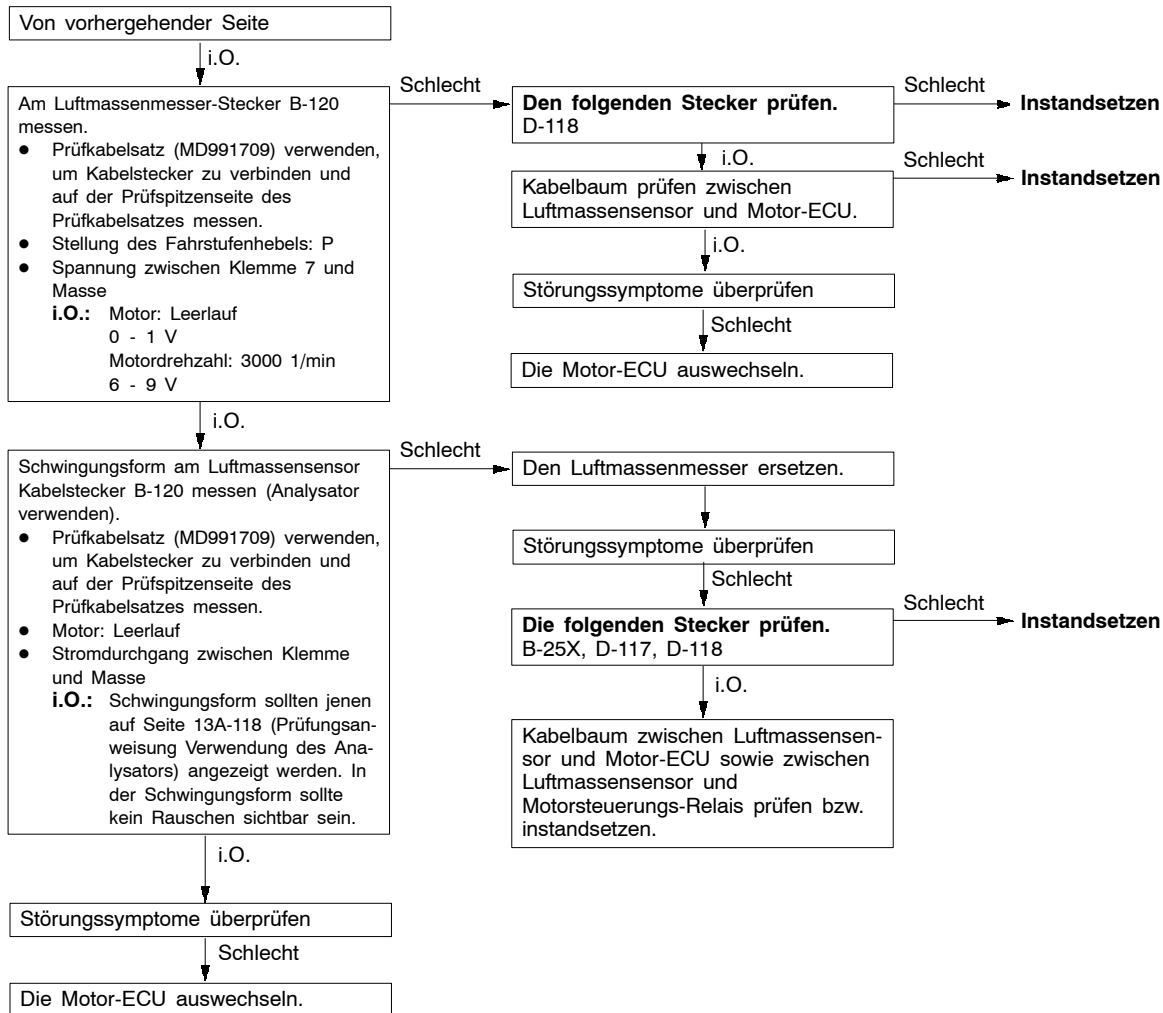 Von vorhergehender Seite
i.O.
Am Luftmassenmesser-Stecker B-120
messen.
● Prüfkabelsatz (MD991709) verwenden,
um Kabelstecker zu verbinden und
auf der Prüfspitzenseite des
Prüfkabelsatzes messen.
● Stellung des Fahrstufenhebels: P
● Spannung zwischen Klemme 7 und
Masse
i.O.: Motor: Leerlauf
0 - 1 V
Motordrehzahl: 3000 1/min
6 - 9 V
Schlecht
Den folgenden Stecker prüfen.
D-118
Schlecht
Instandsetzen
i.O.
Kabelbaum prüfen zwischen
Luftmassensensor und Motor-ECU.
Schlecht
Instandsetzen
i.O.
Störungssymptome überprüfen
Schlecht
Die Motor-ECU auswechseln.
i.O.
Schwingungsform am Luftmassensensor
Kabelstecker B-120 messen (Analysator
verwenden).
● Prüfkabelsatz (MD991709) verwenden,
um Kabelstecker zu verbinden und
auf der Prüfspitzenseite des
Prüfkabelsatzes messen.
● Motor: Leerlauf
● Stromdurchgang zwischen Klemme
und Masse
i.O.: Schwingungsform sollten jenen
auf Seite 13A-118 (Prüfungsan-
weisung Verwendung des Ana-
lysators) angezeigt werden. In
der Schwingungsform sollte
kein Rauschen sichtbar sein.
Schlecht
Den Luftmassenmesser ersetzen.
Störungssymptome überprüfen
Schlecht
Die folgenden Stecker prüfen.
B-25X, D-117, D-118
Schlecht
Instandsetzen
i.O.
Kabelbaum zwischen Luftmassensen-
sor und Motor-ECU sowie zwischen
Luftmassensensor und
Motorsteuerungs-Relais prüfen bzw.
instandsetzen.
i.O.
Störungssymptome überprüfen
Schlecht
Die Motor-ECU auswechseln.